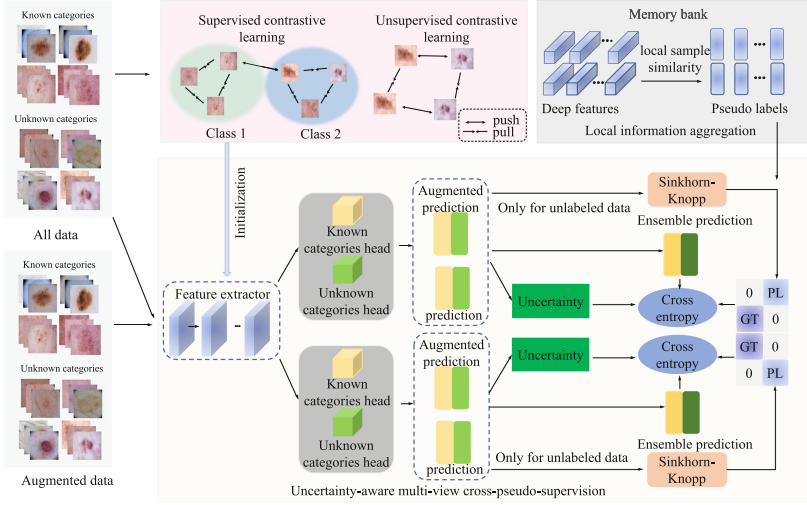 Known categories
Unknown categories
All data
Known categories
Unknown categories
Augmented data
Supervised contrastive
learning
Class 1
Class 2
Unsupervised contrastive
learning
push
pull
Memory bank
local sample
similarity
Deep features
Pseudo labels
Local information aggregation
Initialization
Feature extractor
Known
categories head
Unknown
categories head
Augmented
prediction
prediction
Only for unlabeled data
Sinkhorn-
Knopp
Ensemble prediction
Uncertainty
Cross
entropy
0 PL
GT 0
GT 0
0 PL
Known
categories head
Unknown
categories head
Augmented
prediction
prediction
Uncertainty
Cross
entropy
Ensemble prediction
Only for unlabeled data
Sinkhorn-
Knopp
Uncertainty-aware multi-view cross-pseudo-supervision